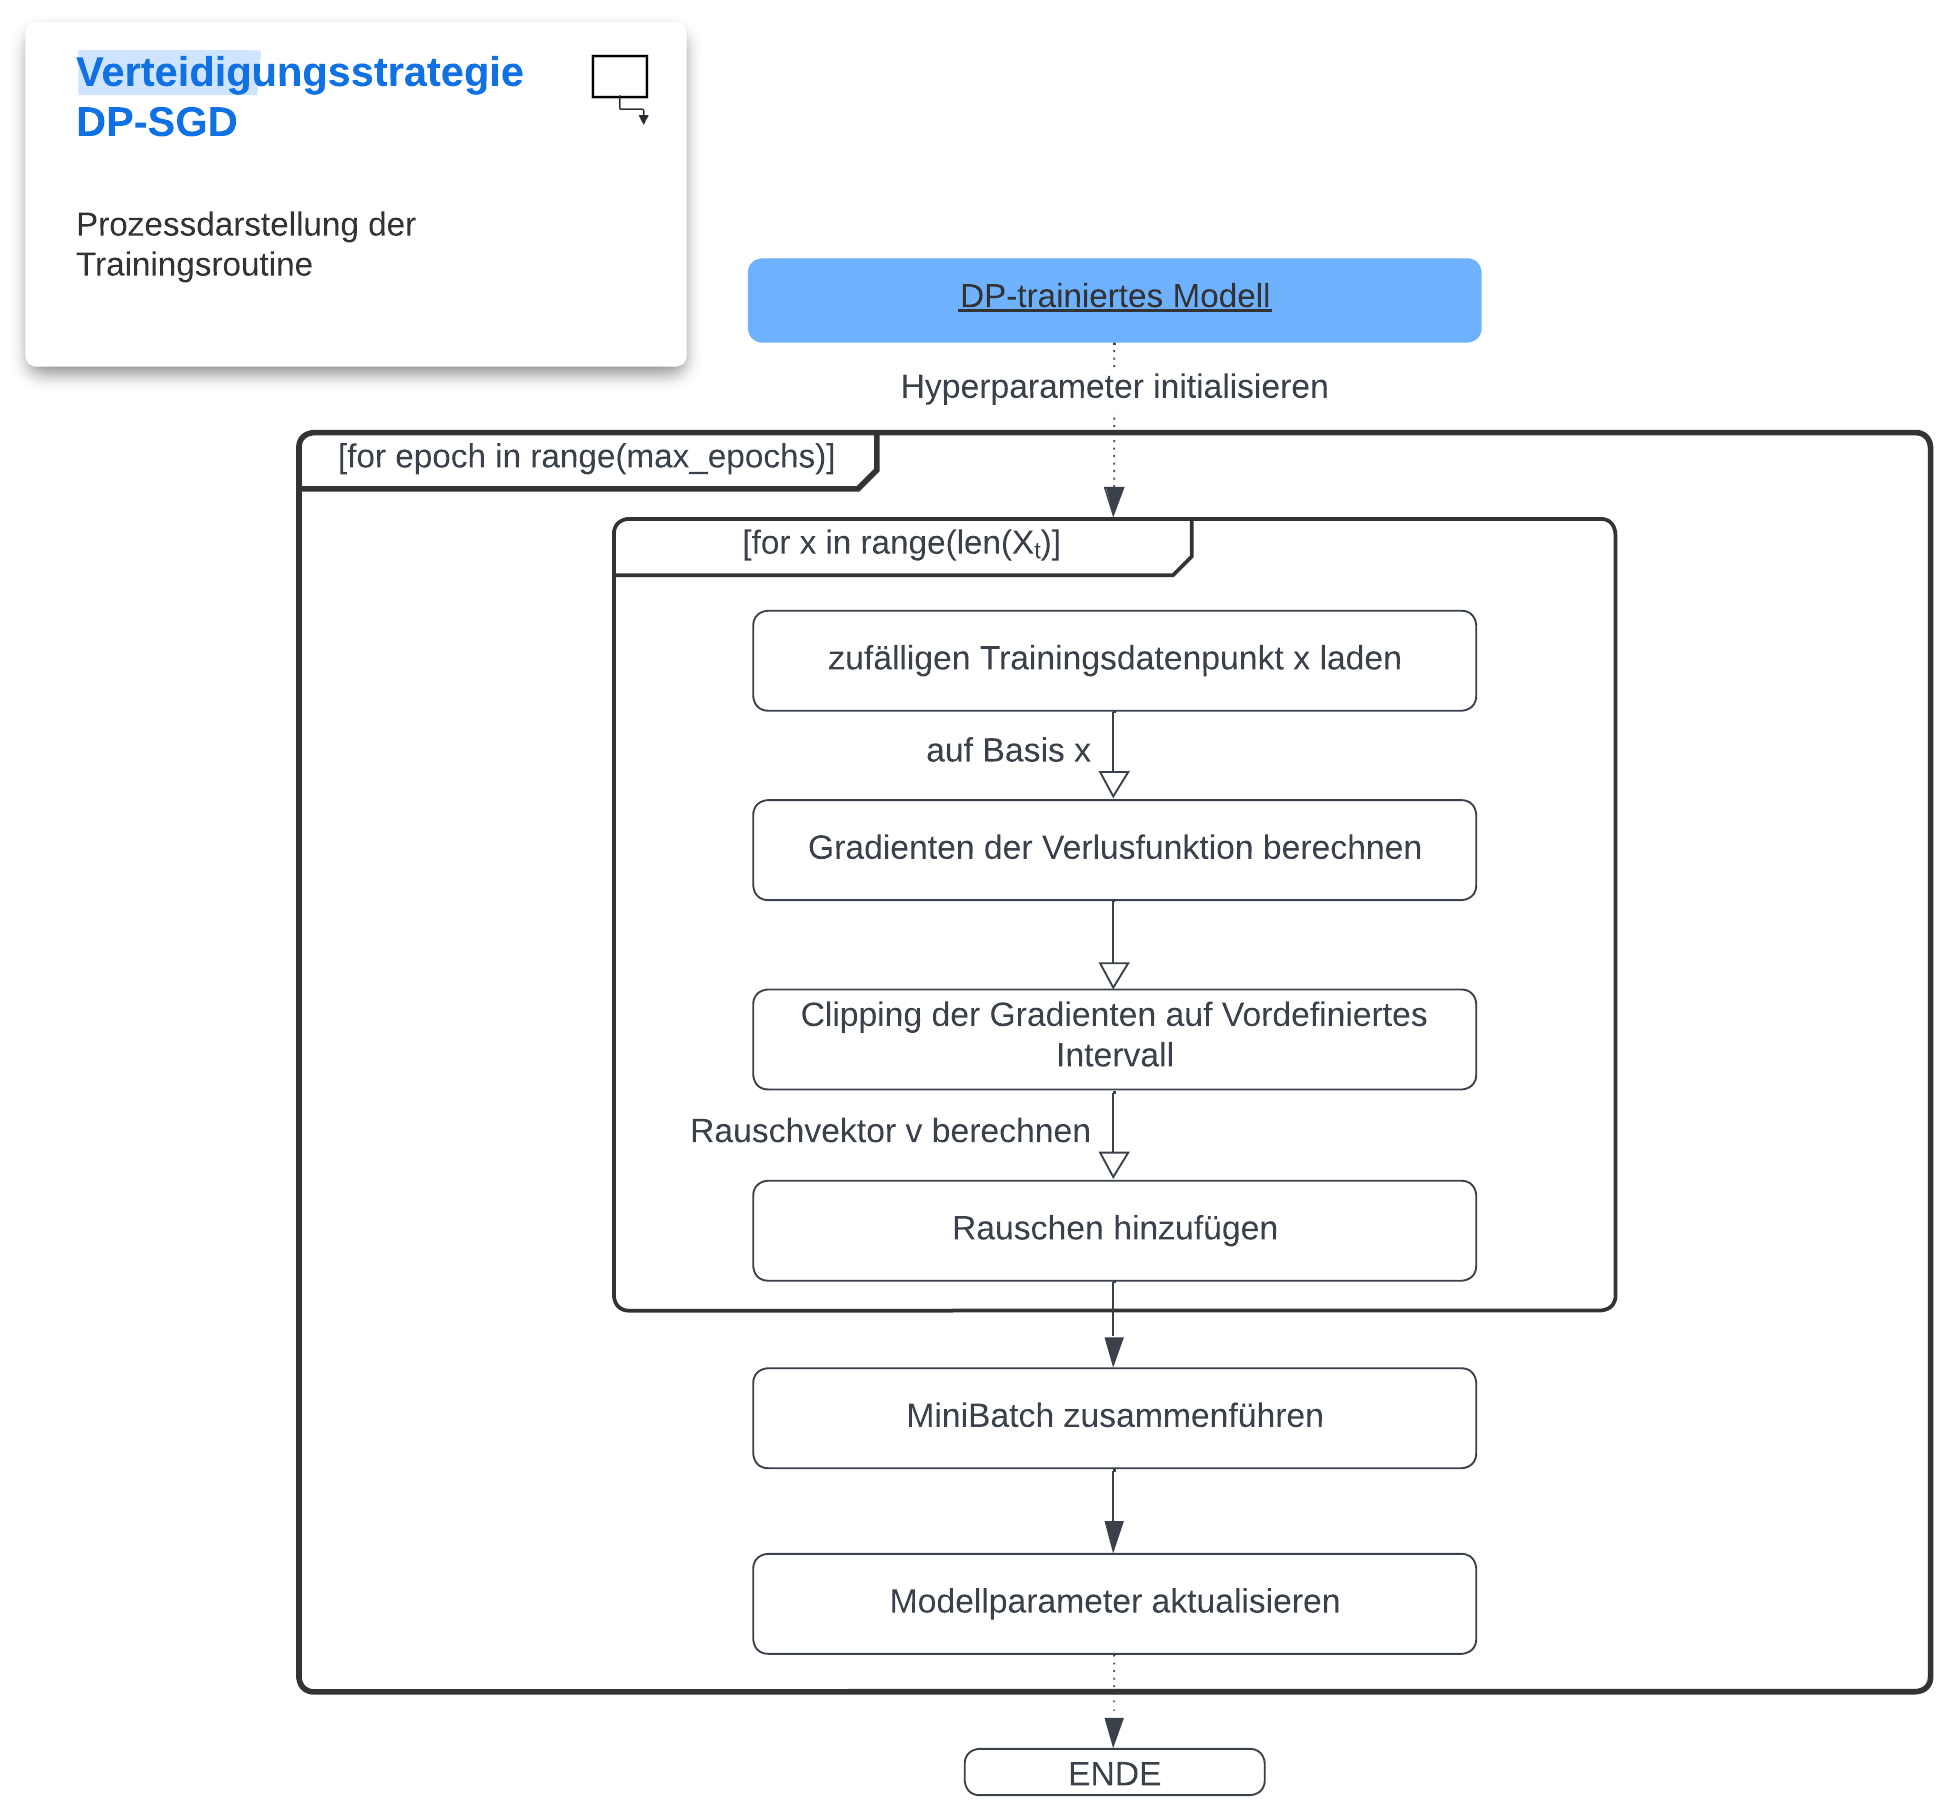 Verteidigungsstrategie
DP-SGD
Prozessdarstellung der
Trainingsroutine
DP-trainiertes Modell
Hyperparameter initialisieren
[for epoch in range(max_epochs)]
[for x in range(len(Xₜ)]
zufälligen Trainingsdatenpunkt x laden
auf Basis x
Gradienten der Verlusfunktion berechnen
Clipping der Gradienten auf Vordefiniertes
Intervall
Rauschvektor v berechnen
Rauschen hinzufügen
MiniBatch zusammenführen
Modellparameter aktualisieren
ENDE